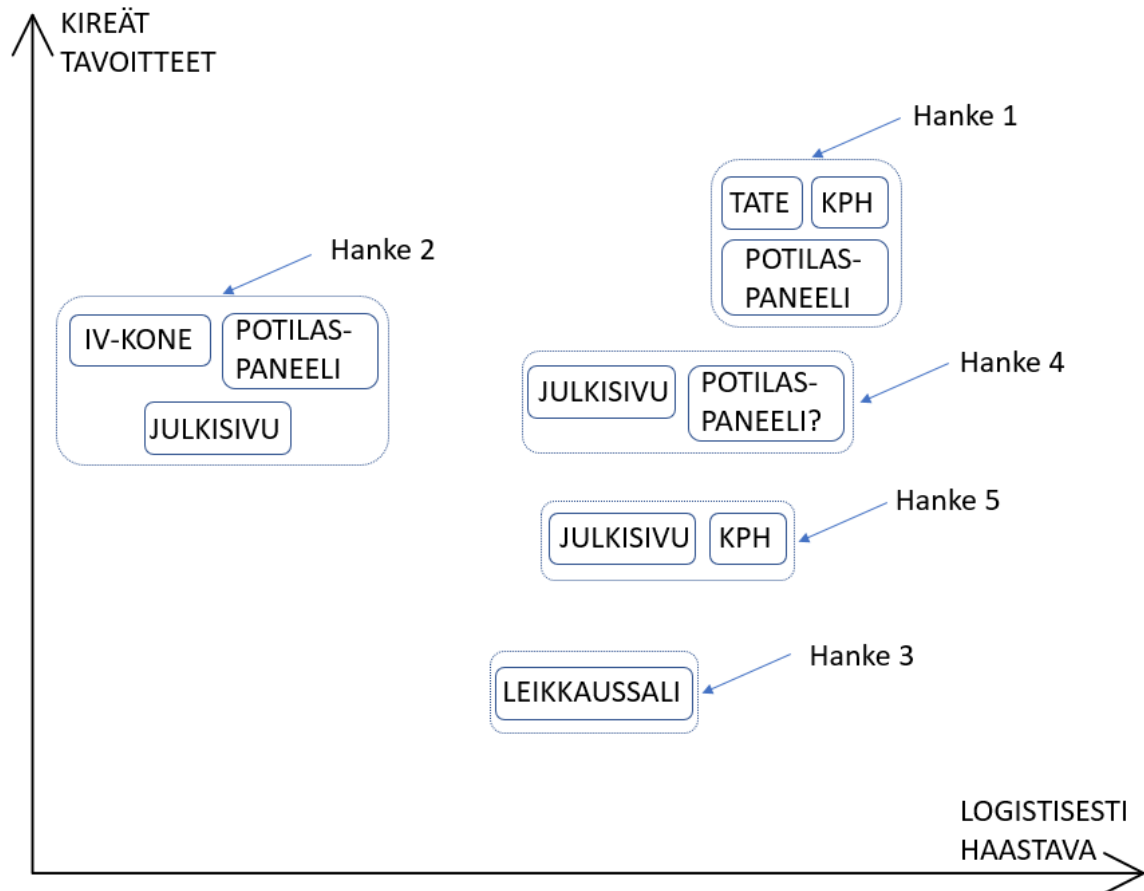 KIREÄT
TAVOITTEET
Hanke 1
TATE KPH
POTILAS-
PANEELI
Hanke 2
IV-KONE
POTILAS-
PANEELI
JULKISIVU
Hanke 4
JULKISIVU
POTILAS-
PANEELI?
Hanke 5
JULKISIVU KPH
Hanke 3
LEIKKAUSSALI
LOGISTISESTI
HAASTAVA